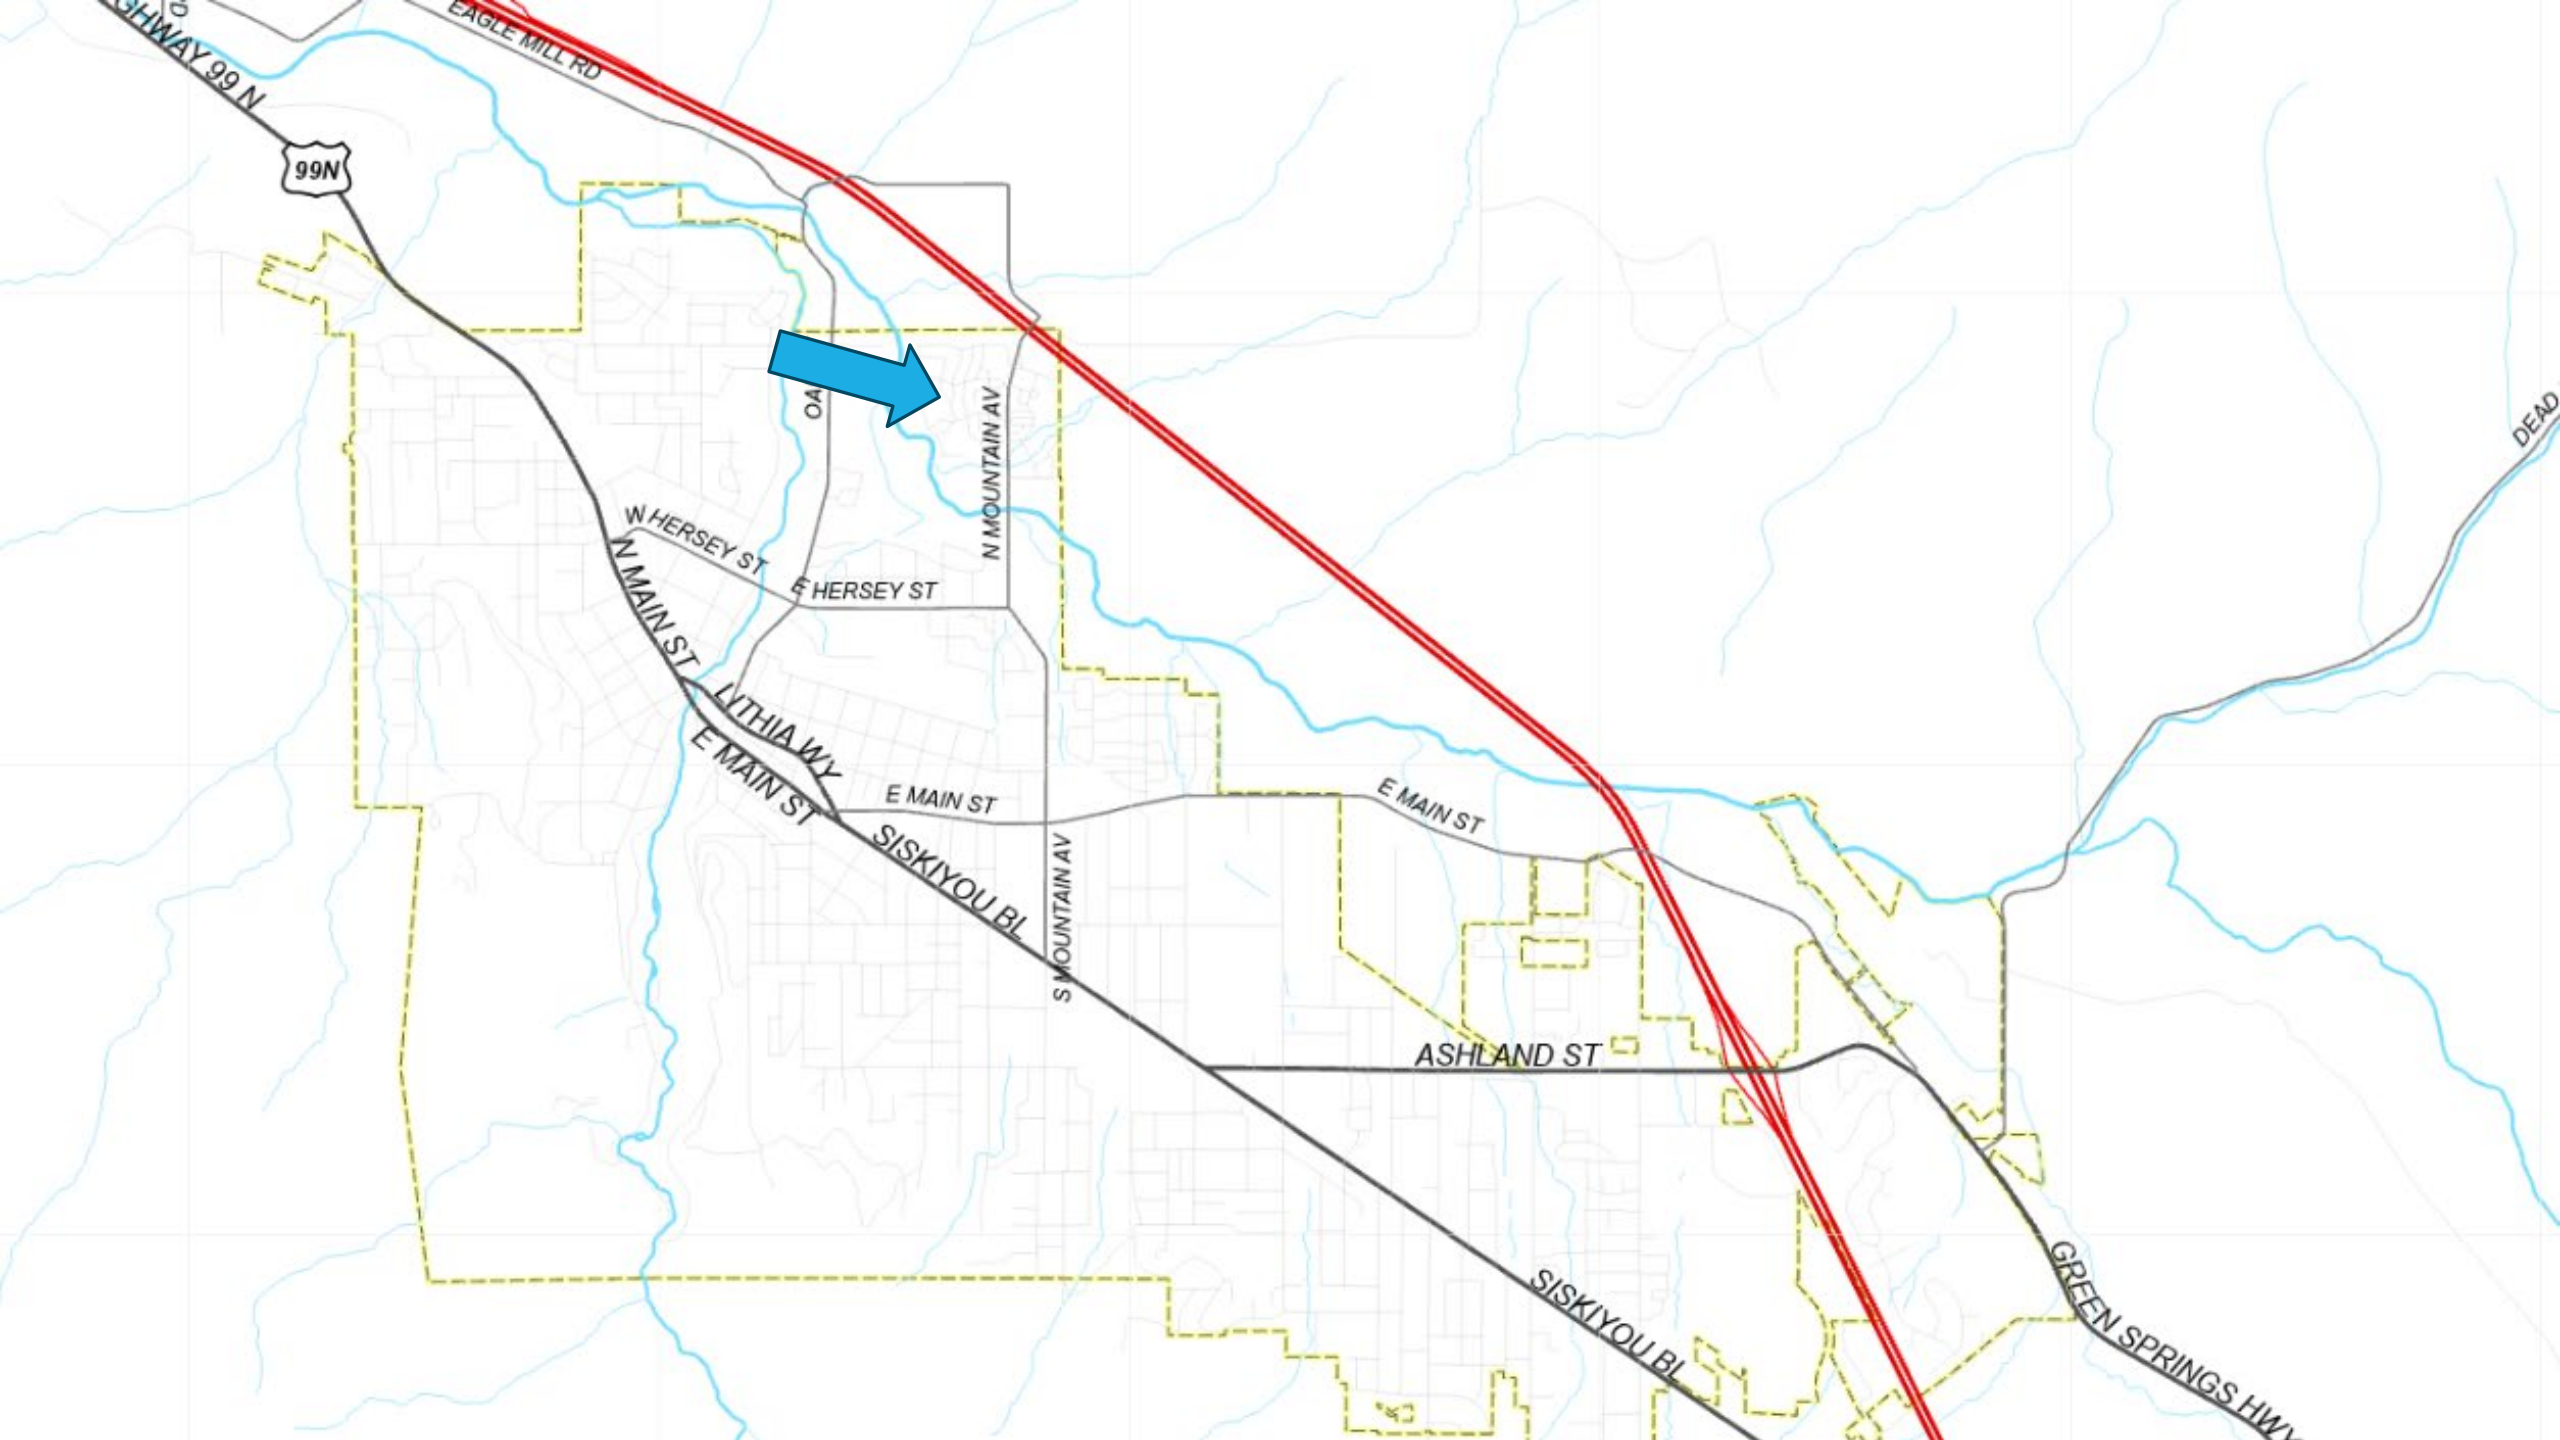 EAGLE MILL RD
GHWAY 99 N
99N
OA
N MOUNTAIN AV
DEAD
W HERSEY ST
E HERSEY ST
N MAIN ST
LITHIA WY
E MAIN ST
E MAIN ST
E MAIN ST
SISKIYOU BL
S MOUNTAIN AV
ASHLAND ST
SISKIYOU BL
GREEN SPRINGS HWY